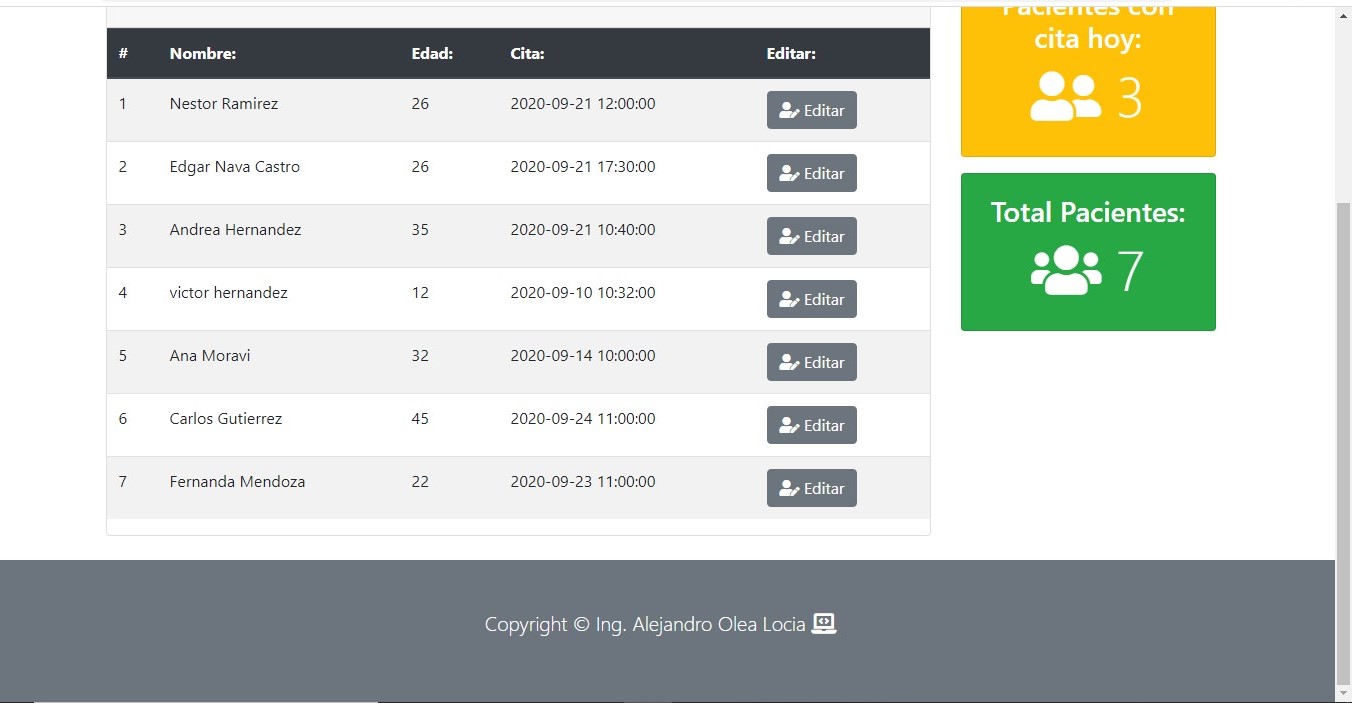 Pacientes con
cita hoy:
3
# Nombre: Edad: Cita: Editar:
1 Nestor Ramirez 26 2020-09-21 12:00:00 Editar
2 Edgar Nava Castro 26 2020-09-21 17:30:00 Editar
3 Andrea Hernandez 35 2020-09-21 10:40:00 Editar
4 victor hernandez 12 2020-09-10 10:32:00 Editar
5 Ana Moravi 32 2020-09-14 10:00:00 Editar
6 Carlos Gutierrez 45 2020-09-24 11:00:00 Editar
7 Fernanda Mendoza 22 2020-09-23 11:00:00 Editar
Total Pacientes:
7
Copyright © Ing. Alejandro Olea Locia